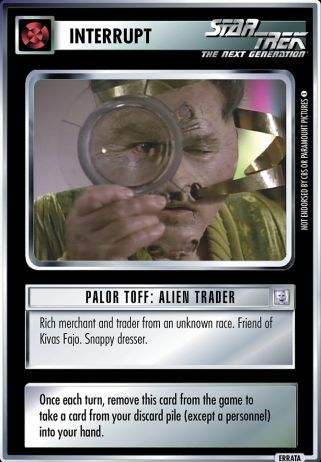 INTERRUPT
STAR TREK
THE NEXT GENERATION
NOT ENDORSED BY CBS OR PARAMOUNT PICTURES
PALOR TOFF: ALIEN TRADER
Rich merchant and trader from an unknown race. Friend of
Kivas Fajo. Snappy dresser.
Once each turn, remove this card from the game to
take a card from your discard pile (except a personnel)
into your hand.
ERRATA